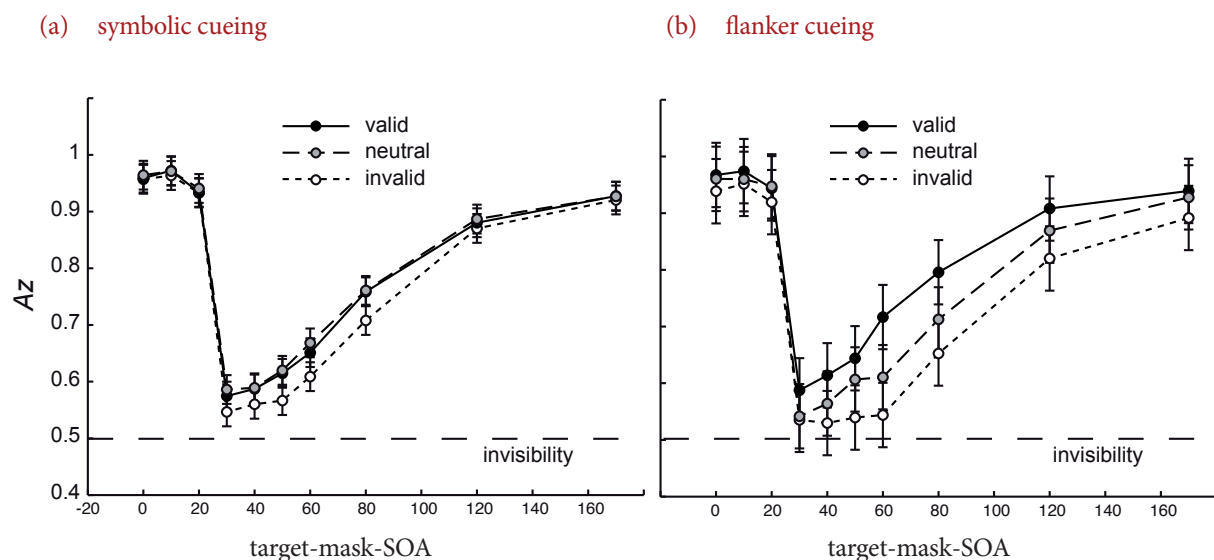 (a) symbolic cueing
(b) flanker cueing
valid
neutral
invalid
valid
neutral
invalid
Az
1
0.9
0.8
0.7
0.6
0.5
0.4
invisibility
invisibility
-20 0 20 40 60 80 100 120 140 160
0 20 40 60 80 100 120 140 160
target-mask-SOA
target-mask-SOA